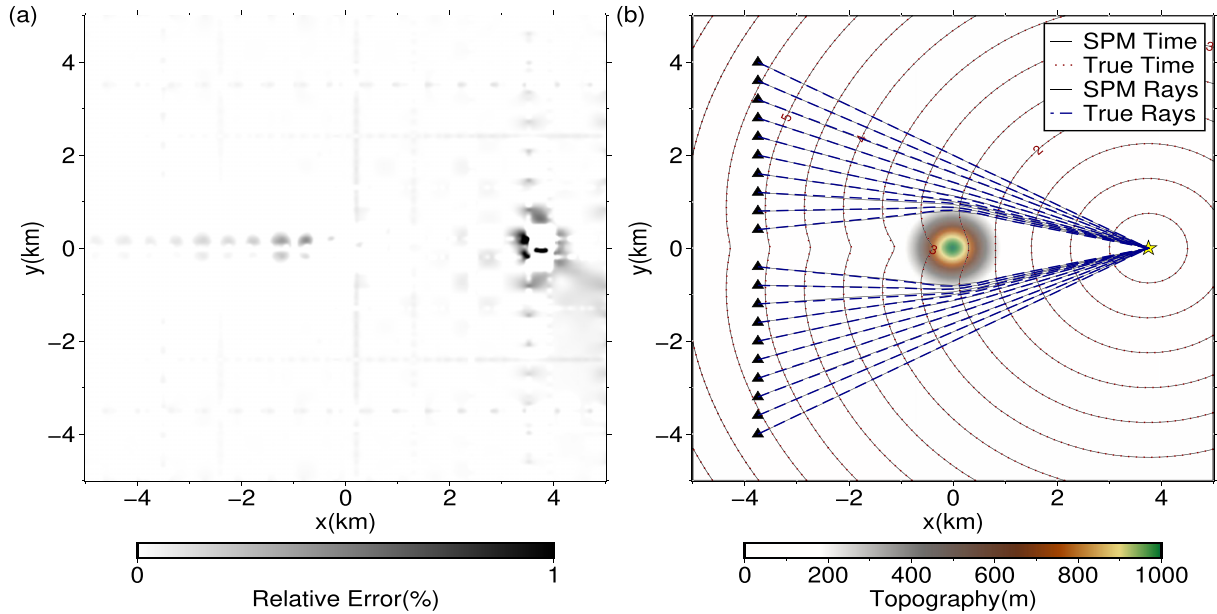 (a)
4
2
0
−2
−4
y(km)
−4 −2 0 2 4
x(km)
0 1
Relative Error(%)
(b)
4
2
0
−2
−4
y(km)
SPM Time
True Time
SPM Rays
True Rays
3
5
4
2
3
−4 −2 0 2 4
x(km)
0 200 400 600 800 1000
Topography(m)